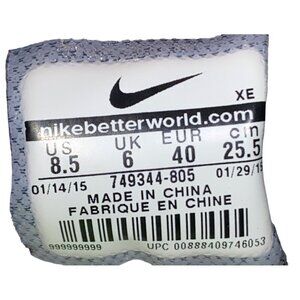 XE
nikebetterworld.com
US UK EUR cm
8.5 6 40 25.5
01/14/15 749344-805 01/29/15
MADE IN CHINA
FABRIQUE EN CHINE
999999999 UPC 00888409746053